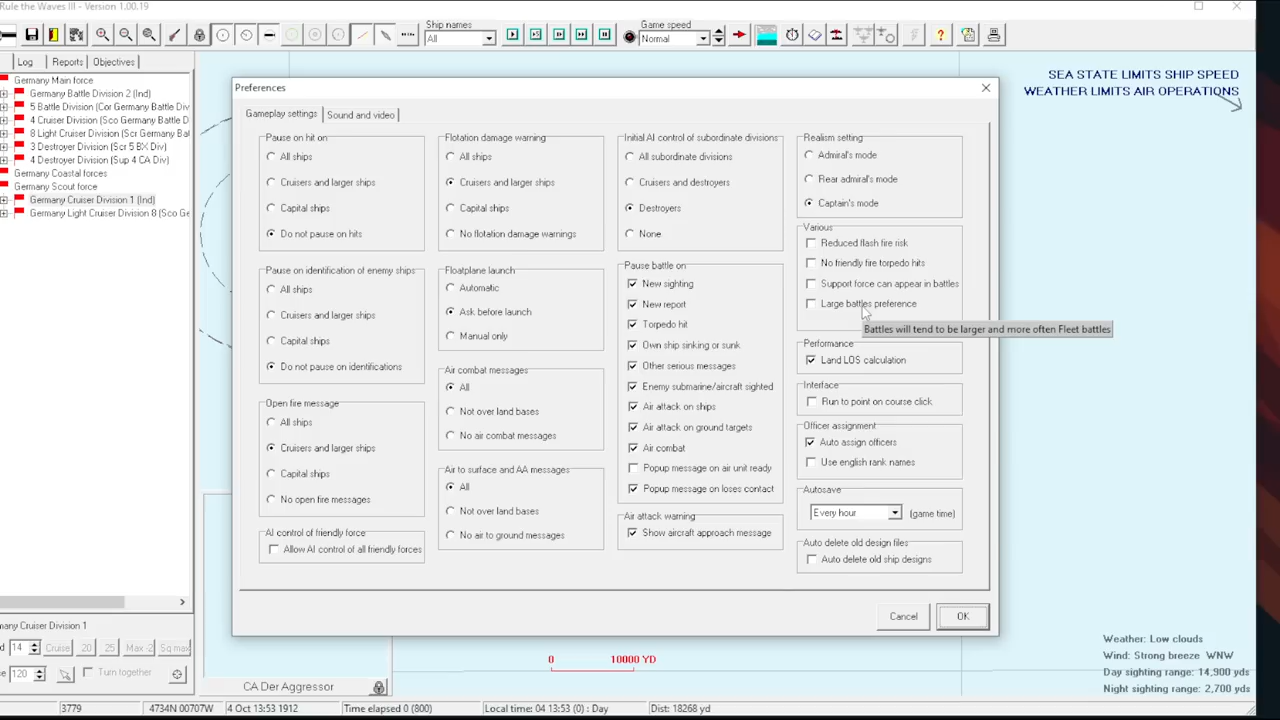 Rule the Waves III - Version 1.00.19
Ship names
All
Game speed
Normal
Log
Reports
Objectives
Germany Main force
Germany Battle Division 2 (Ind)
5 Battle Division (Cor Germany Battle Div
4 Cruiser Division (Scr Germany Battle Div
8 Light Cruiser Division (Scr Germany Bat
3 Destroyer Division (Scr 5 BX Div)
4 Destroyer Division (Sup 4 CA Div)
Germany Coastal forces
Germany Scout force
Germany Cruiser Division 1 (Ind)
Germany Light Cruiser Division 8 (Sco Ge
SEA STATE LIMITS SHIP SPEED
WEATHER LIMITS AIR OPERATIONS
Preferences
Gameplay settings
Sound and video
Pause on hit on
All ships
Cruisers and larger ships
Capital ships
Do not pause on hits
Pause on identification of enemy ships
All ships
Cruisers and larger ships
Capital ships
Do not pause on identifications
Open fire message
All ships
Cruisers and larger ships
Capital ships
No open fire messages
AI control of friendly force
Allow AI control of all friendly forces
Flotation damage warning
All ships
Cruisers and larger ships
Capital ships
No flotation damage warnings
Floatplane launch
Automatic
Ask before launch
Manual only
Air combat messages
All
Not over land bases
No air combat messages
Air to surface and AA messages
All
Not over land bases
No air to ground messages
Initial AI control of subordinate divisions
All subordinate divisions
Cruisers and destroyers
Destroyers
None
Pause battle on
New sighting
New report
Torpedo hit
Own ship sinking or sunk
Other serious messages
Enemy submarine/aircraft sighted
Air attack on ships
Air attack on ground targets
Air combat
Popup message on air unit ready
Popup message on loses contact
Air attack warning
Show aircraft approach message
Realism setting
Admiral's mode
Rear admiral's mode
Captain's mode
Various
Reduced flash fire risk
No friendly fire torpedo hits
Support force can appear in battles
Large battles preference
Battles will tend to be larger and more often Fleet battles
Performance
Land LOS calculation
Interface
Run to point on course click
Officer assignment
Auto assign officers
Use english rank names
Autosave
Every hour
(game time)
Auto delete old design files
Auto delete old ship designs
Cancel
OK
many Cruiser Division 1
d 14 Cruise 20 25 Max -2 Sq max
se 120 Turn together
CA Der Aggressor
0 10000 YD
Weather: Low clouds
Wind: Strong breeze WNW
Day sighting range: 14,900 yds
Night sighting range: 2,700 yds
3779
4734N 00707W
4 Oct 13:53 1912
Time elapsed 0 (800)
Local time: 04 13:53 (0) : Day
Dist: 18268 yd